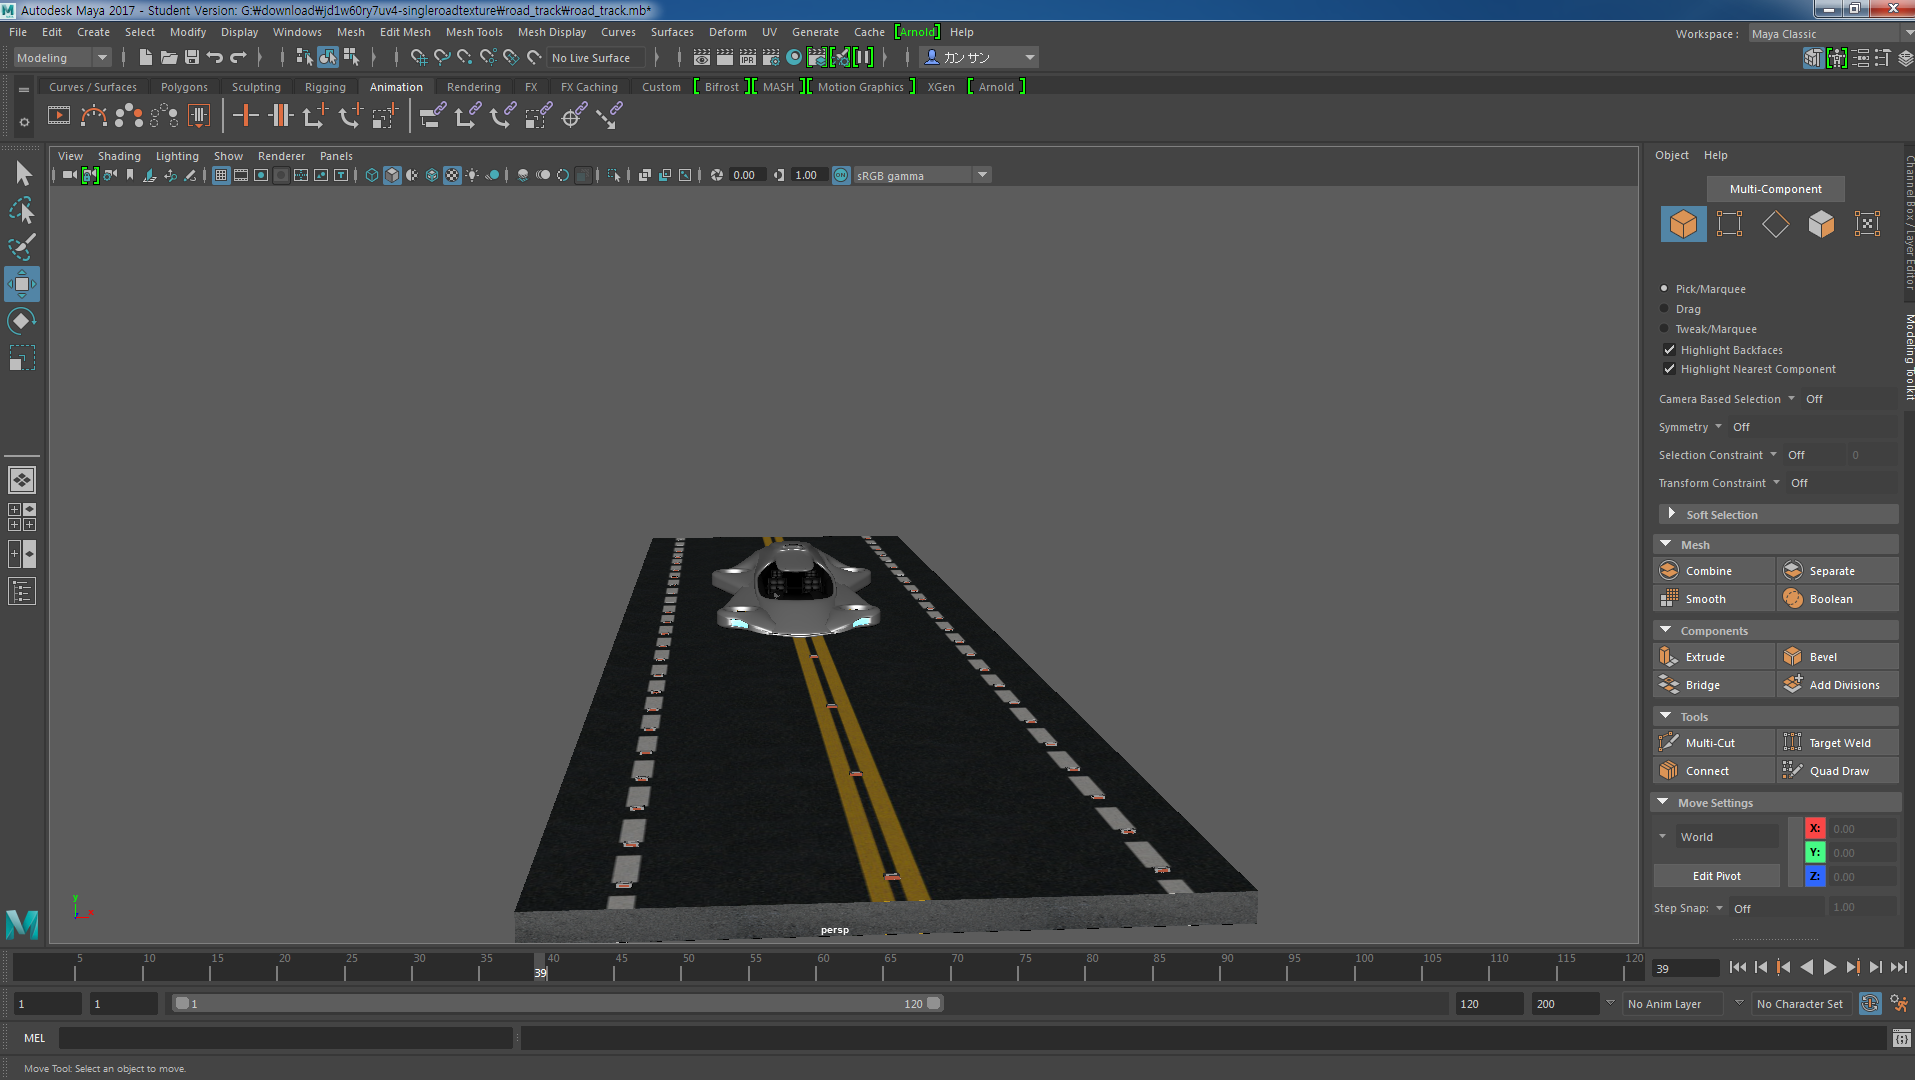 Autodesk Maya 2017 - Student Version: G:₩download₩jd1w60ry7uv4-singleroadtexture₩road_track₩road_track.mb*
File Edit Create Select Modify Display Windows Mesh Edit Mesh Mesh Tools Mesh Display Curves Surfaces Deform UV Generate Cache [Arnold] Help
Workspace : Maya Classic
Modeling No Live Surface IPR カン サン
Curves / Surfaces Polygons Sculpting Rigging Animation Rendering FX FX Caching Custom [ Bifrost ] [ MASH ] [ Motion Graphics ] XGen [ Arnold ]
View Shading Lighting Show Renderer Panels
0.00 1.00 ON sRGB gamma
Object Help
Multi-Component
Pick/Marquee
Drag
Tweak/Marquee
Highlight Backfaces
Highlight Nearest Component
Camera Based Selection Off
Symmetry Off
Selection Constraint Off 0
Transform Constraint Off
Soft Selection
Mesh
Combine Separate
Smooth Boolean
Components
Extrude Bevel
Bridge Add Divisions
Tools
Multi-Cut Target Weld
Connect Quad Draw
Move Settings
World
X: 0.00
Y: 0.00
Z: 0.00
Edit Pivot
Step Snap: Off 1.00
Channel Box / Layer Editor
Modeling Toolkit
y
x
persp
5 10 15 20 25 30 35 40 45 50 55 60 65 70 75 80 85 90 95 100 105 110 115 120
39
39
1 1 1 120 120 200 No Anim Layer No Character Set
MEL
Move Tool: Select an object to move.